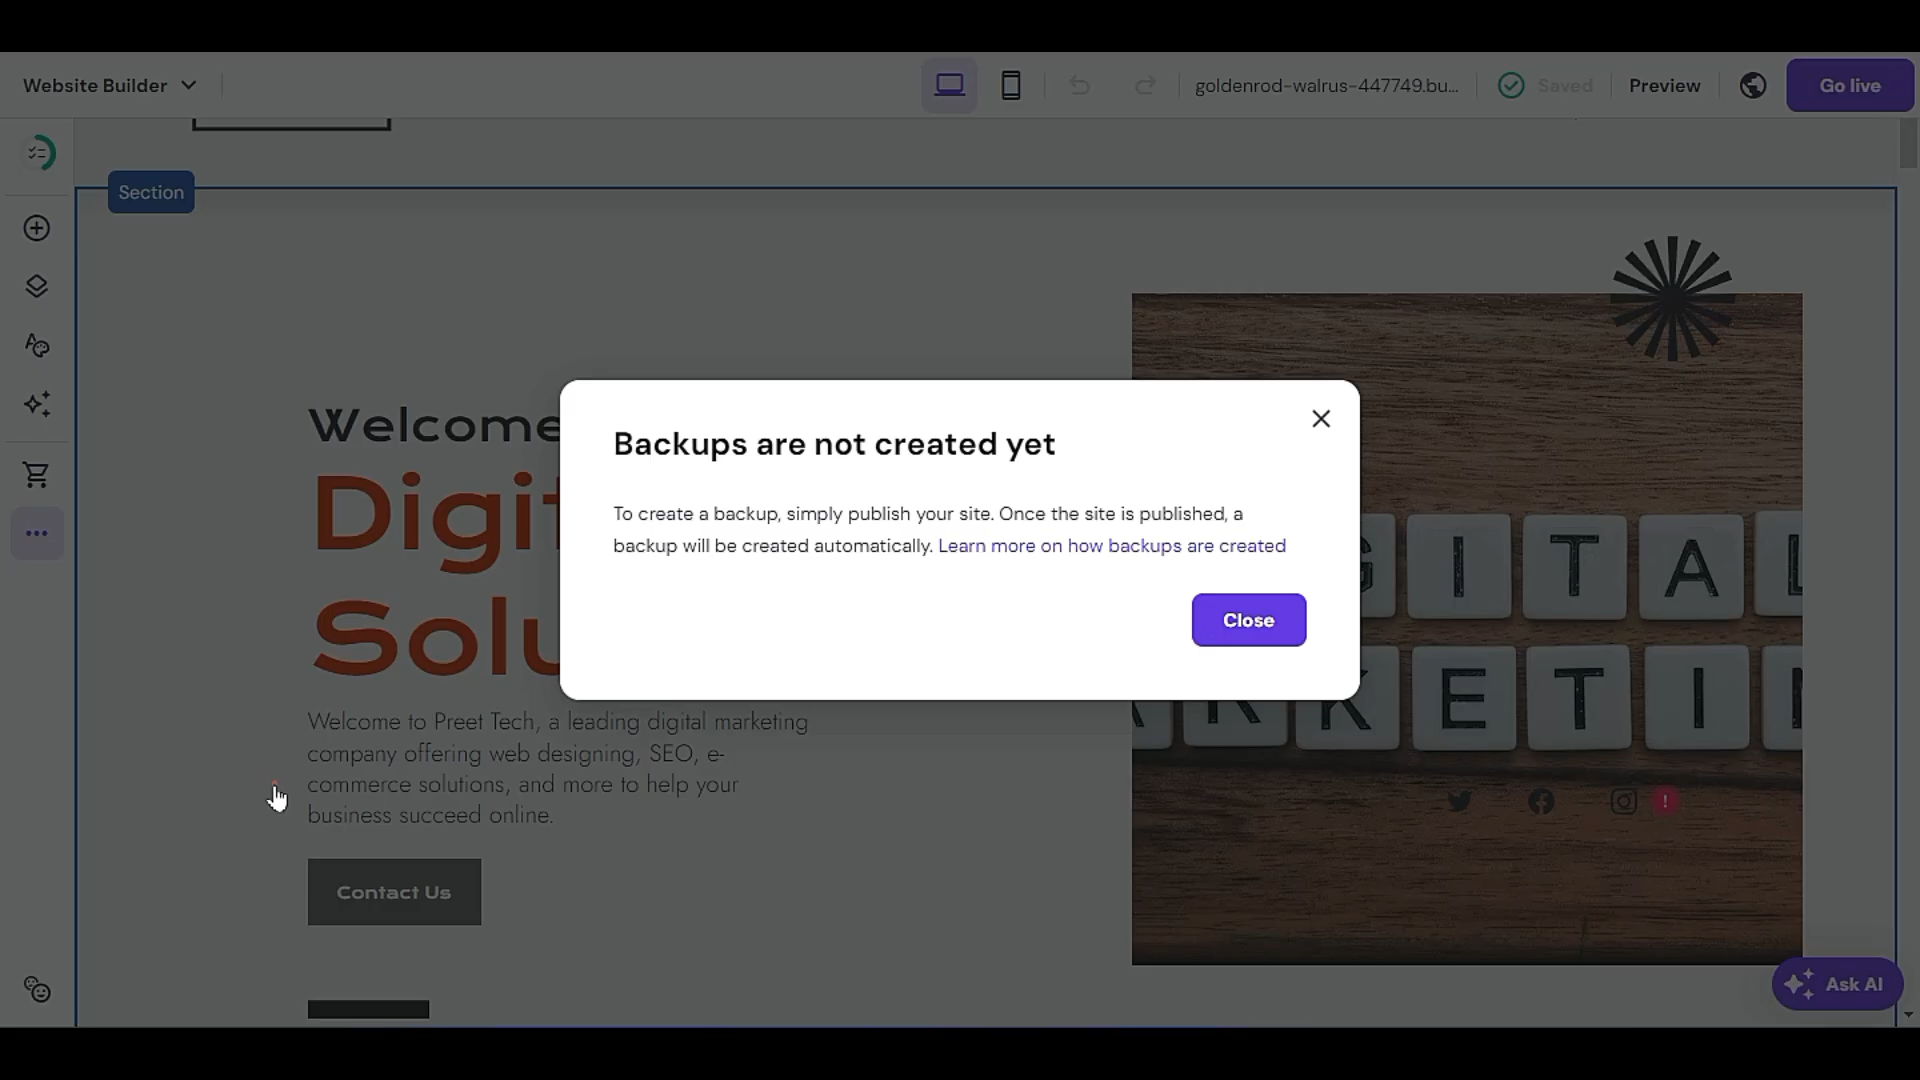 Website Builder
goldenrod-walrus-447749.bu...
Saved
Preview
Go live
Section
Welcome
Digit
Solu
Backups are not created yet
To create a backup, simply publish your site. Once the site is published, a
backup will be created automatically. Learn more on how backups are created
Close
GITAL
ARKETIN
Welcome to Preet Tech, a leading digital marketing
company offering web designing, SEO, e-
commerce solutions, and more to help your
business succeed online.
Contact Us
Ask AI